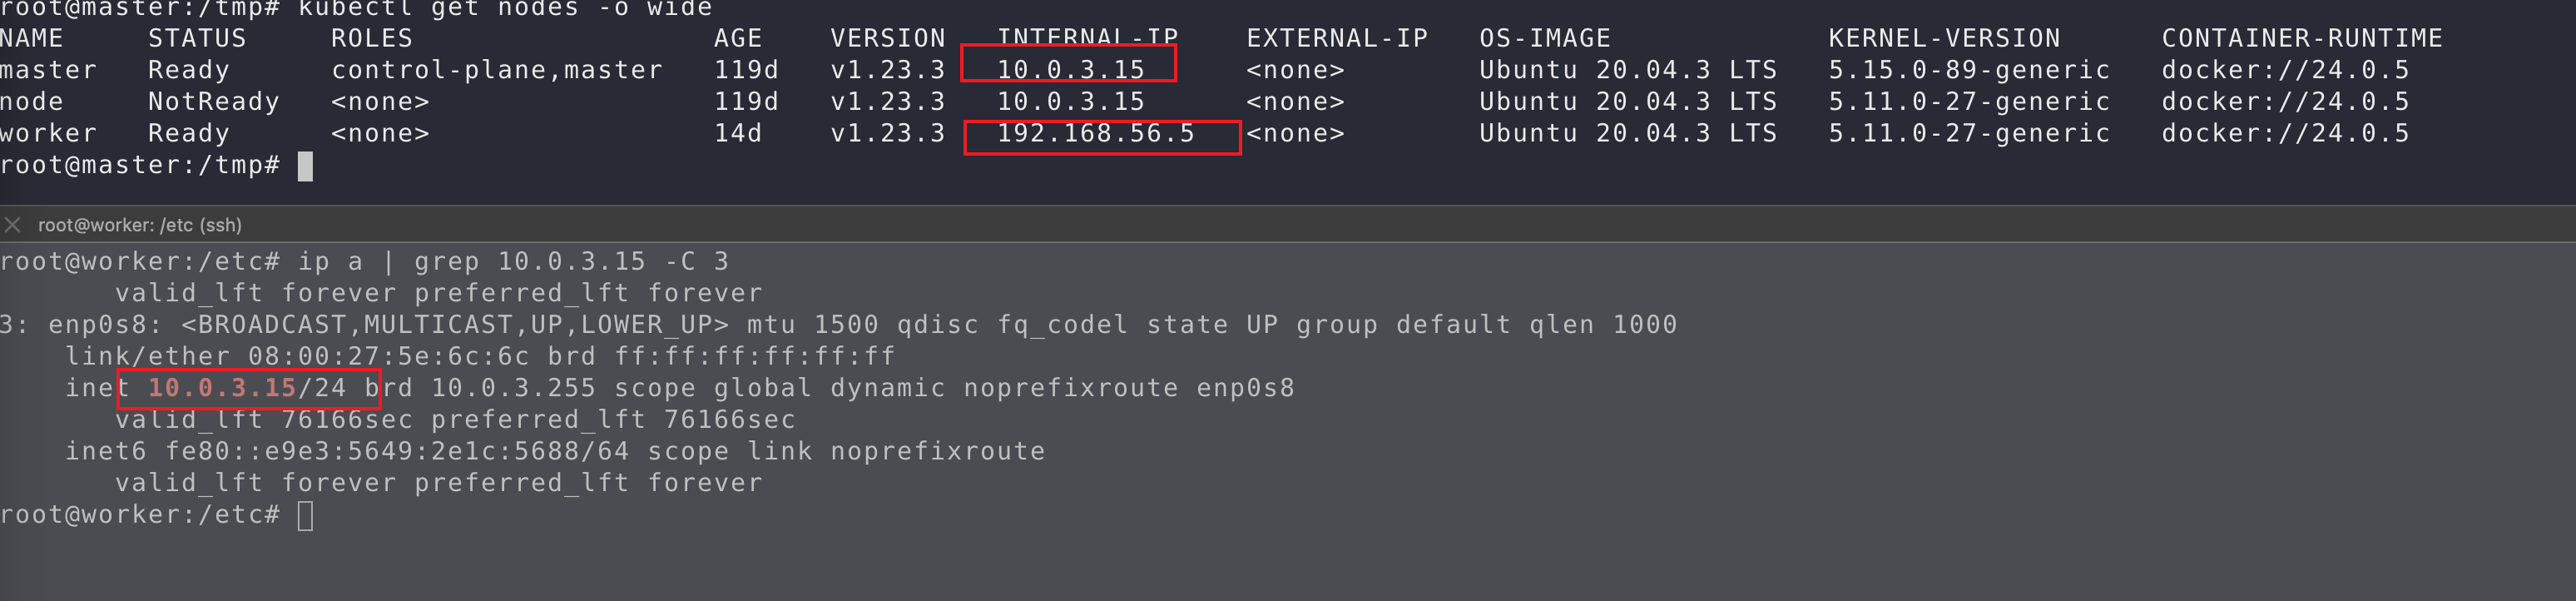 root@master:/tmp# kubectl get nodes -o wide
NAME STATUS ROLES AGE VERSION INTERNAL-IP EXTERNAL-IP OS-IMAGE KERNEL-VERSION CONTAINER-RUNTIME
master Ready control-plane,master 119d v1.23.3 10.0.3.15 <none> Ubuntu 20.04.3 LTS 5.15.0-89-generic docker://24.0.5
node NotReady <none> 119d v1.23.3 10.0.3.15 <none> Ubuntu 20.04.3 LTS 5.11.0-27-generic docker://24.0.5
worker Ready <none> 14d v1.23.3 192.168.56.5 <none> Ubuntu 20.04.3 LTS 5.11.0-27-generic docker://24.0.5
root@master:/tmp#
root@worker: /etc (ssh)
root@worker:/etc# ip a | grep 10.0.3.15 -C 3
valid_lft forever preferred_lft forever
3: enp0s8: <BROADCAST,MULTICAST,UP,LOWER_UP> mtu 1500 qdisc fq_codel state UP group default qlen 1000
link/ether 08:00:27:5e:6c:6c brd ff:ff:ff:ff:ff:ff
inet 10.0.3.15/24 brd 10.0.3.255 scope global dynamic noprefixroute enp0s8
valid_lft 76166sec preferred_lft 76166sec
inet6 fe80::e9e3:5649:2e1c:5688/64 scope link noprefixroute
valid_lft forever preferred_lft forever
root@worker:/etc#